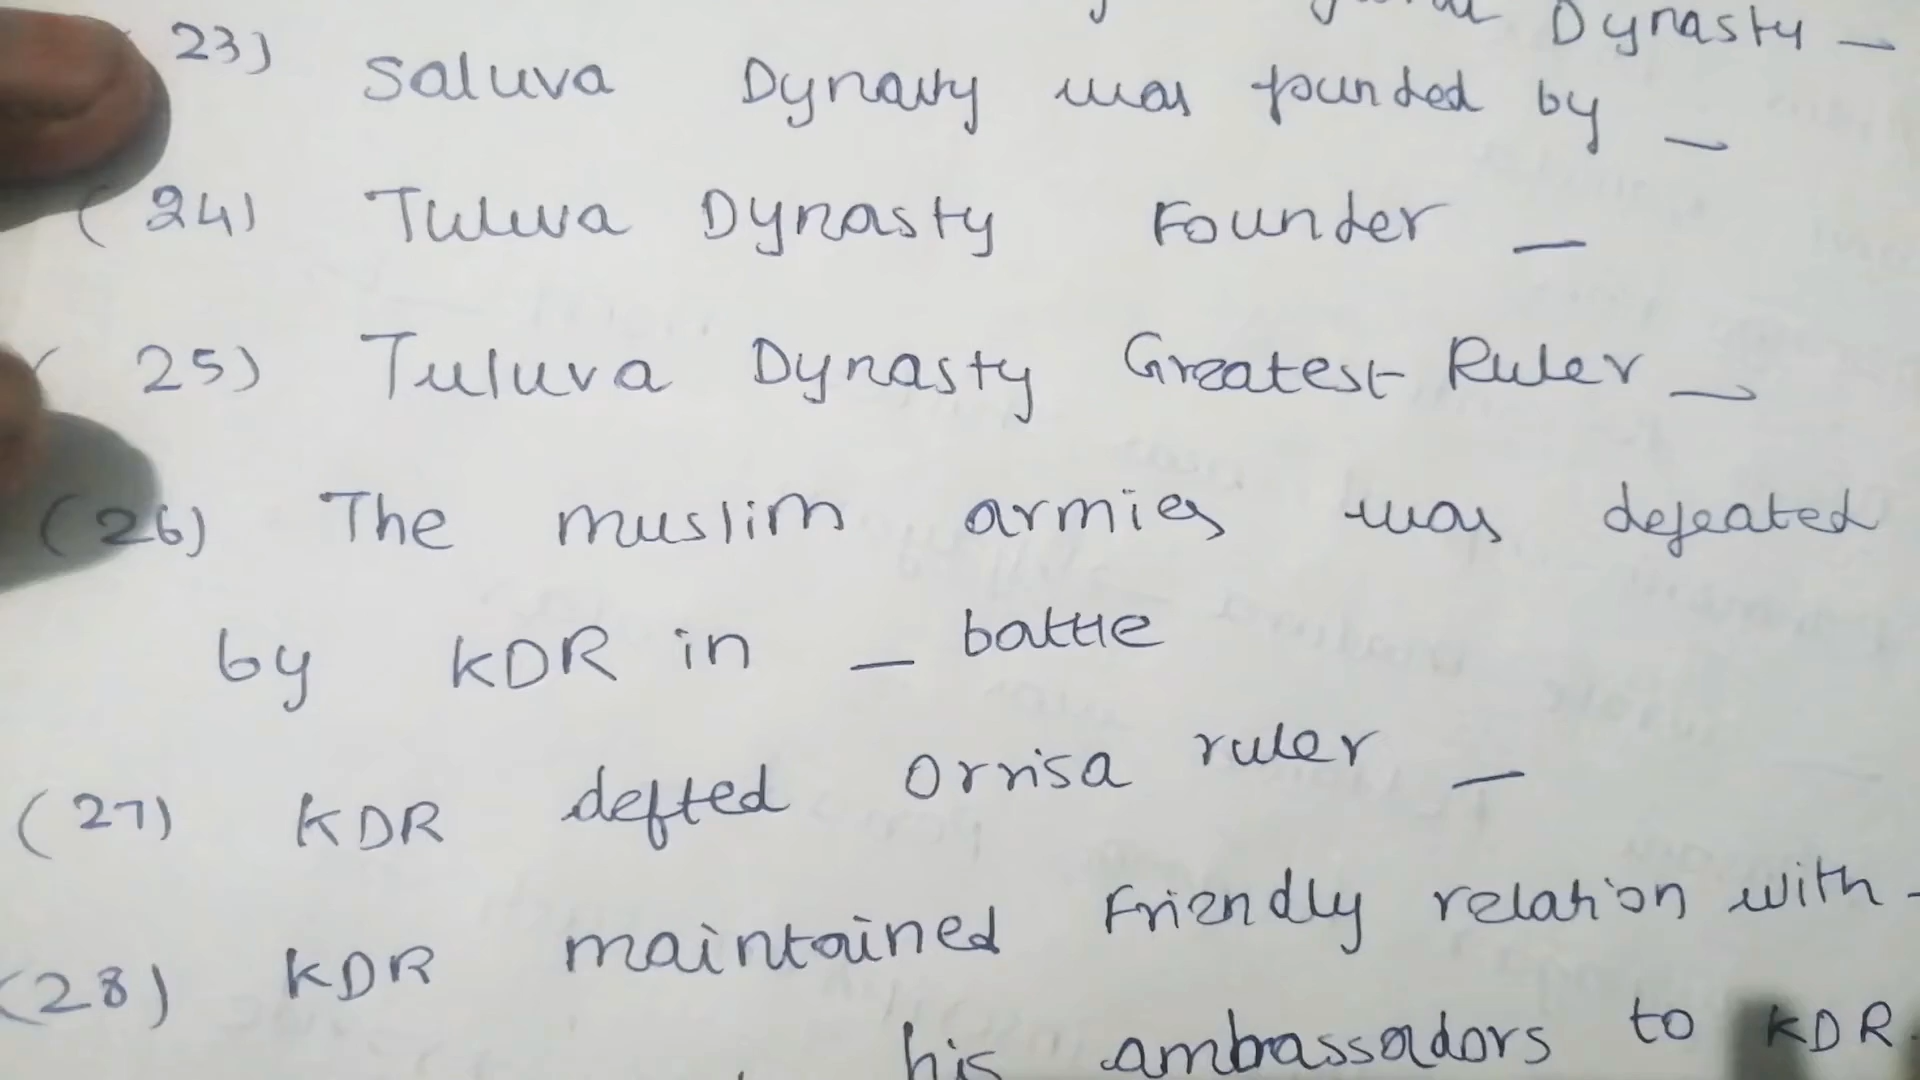 Dynasty -
23) Saluva Dynasty was founded by -
(24) Tuluva Dynasty Founder -
(25) Tuluva Dynasty Greatest Ruler -
(26) The muslim armies was defeated
by KDR in - battle
(27) KDR defted Orrisa ruler -
(28) KDR maintained Friendly relation with -
his ambassadors to KDR.